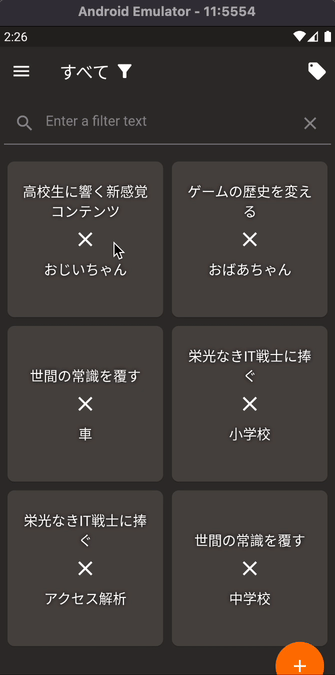 Android Emulator - 11:5554
2:26
すべて
Enter a filter text
高校生に響く新感覚
コンテンツ
おじいちゃん
ゲームの歴史を変え
る
おばあちゃん
世間の常識を覆す
車
栄光なきIT戦士に捧
ぐ
小学校
栄光なきIT戦士に捧
ぐ
アクセス解析
世間の常識を覆す
中学校